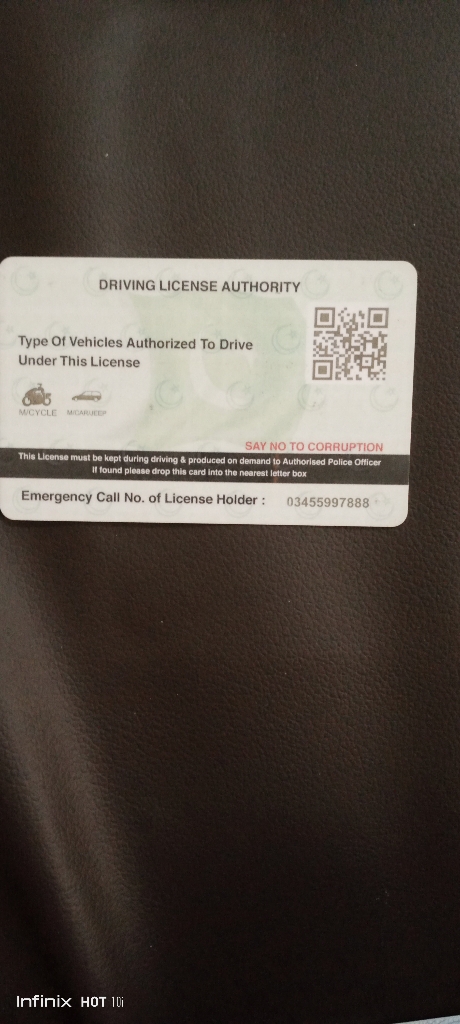 DRIVING LICENSE AUTHORITY
Type Of Vehicles Authorized To Drive
Under This License
M/CYCLE M/CAR/JEEP
SAY NO TO CORRUPTION
This License must be kept during driving & produced on demand to Authorised Police Officer
If found please drop this card into the nearest letter box
Emergency Call No. of License Holder : 03455997888
Infinix HOT 10i